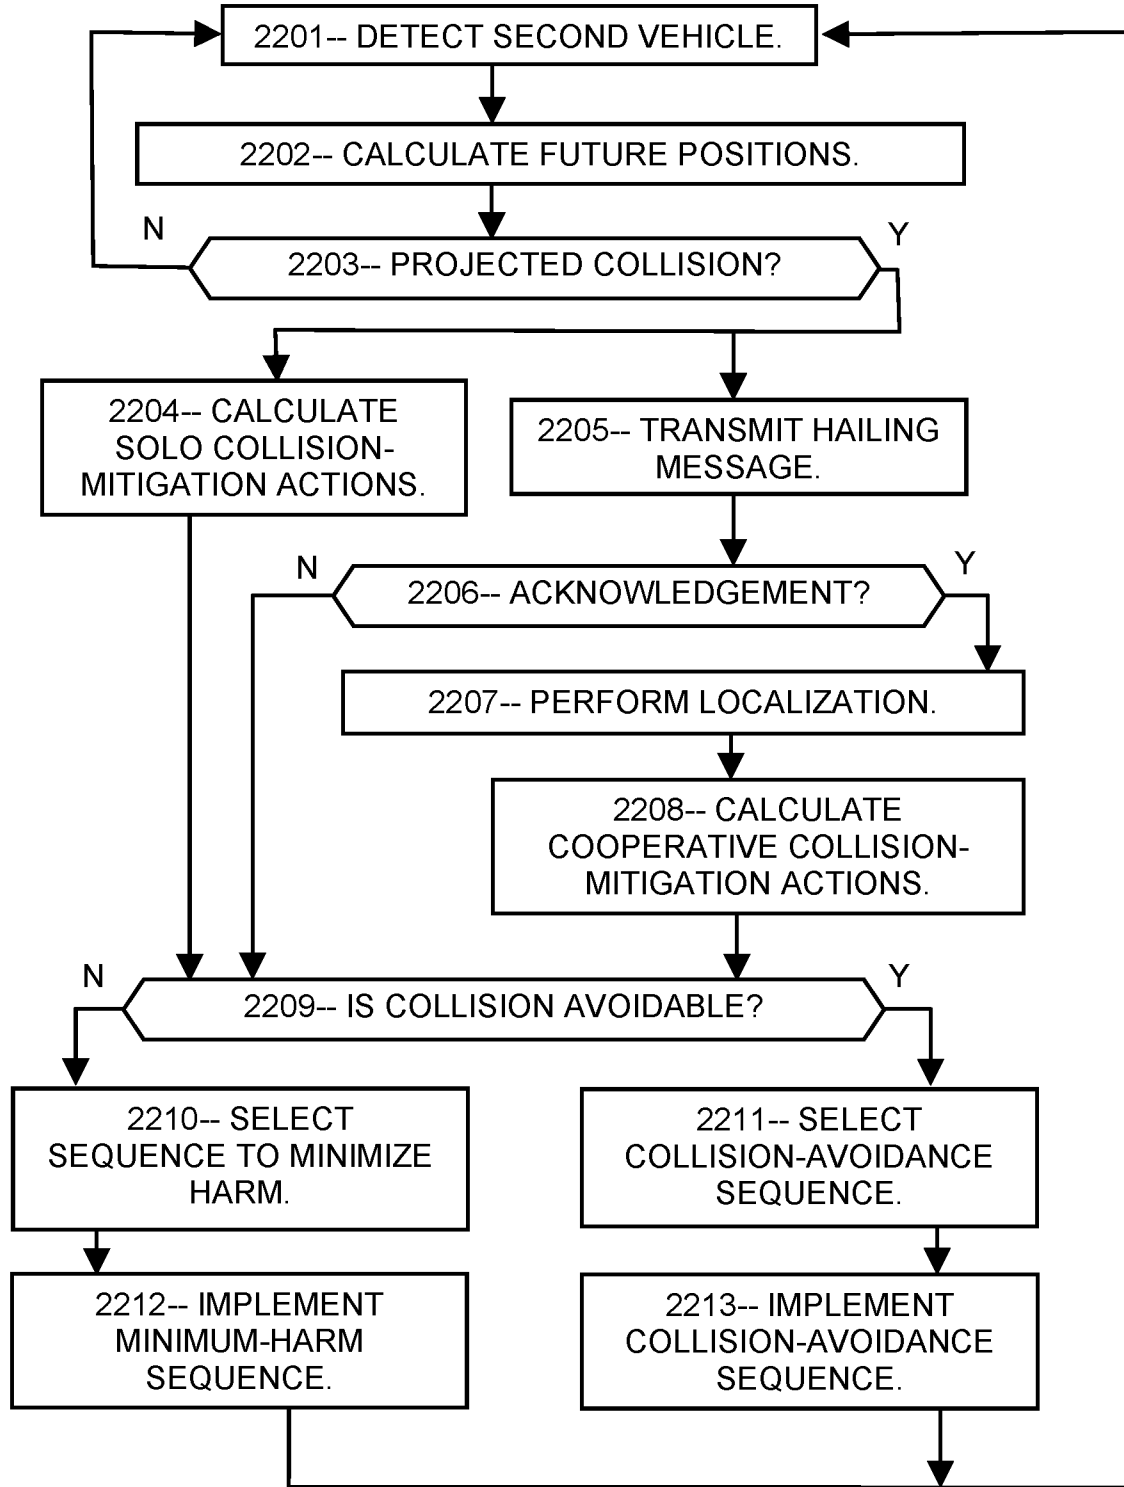 2201-- DETECT SECOND VEHICLE.
2202-- CALCULATE FUTURE POSITIONS.
N
Y
2203-- PROJECTED COLLISION?
2204-- CALCULATE
SOLO COLLISION-
MITIGATION ACTIONS.
2205-- TRANSMIT HAILING
MESSAGE.
N
Y
2206-- ACKNOWLEDGEMENT?
2207-- PERFORM LOCALIZATION.
2208-- CALCULATE
COOPERATIVE COLLISION-
MITIGATION ACTIONS.
N
Y
2209-- IS COLLISION AVOIDABLE?
2210-- SELECT
SEQUENCE TO MINIMIZE
HARM.
2211-- SELECT
COLLISION-AVOIDANCE
SEQUENCE.
2212-- IMPLEMENT
MINIMUM-HARM
SEQUENCE.
2213-- IMPLEMENT
COLLISION-AVOIDANCE
SEQUENCE.